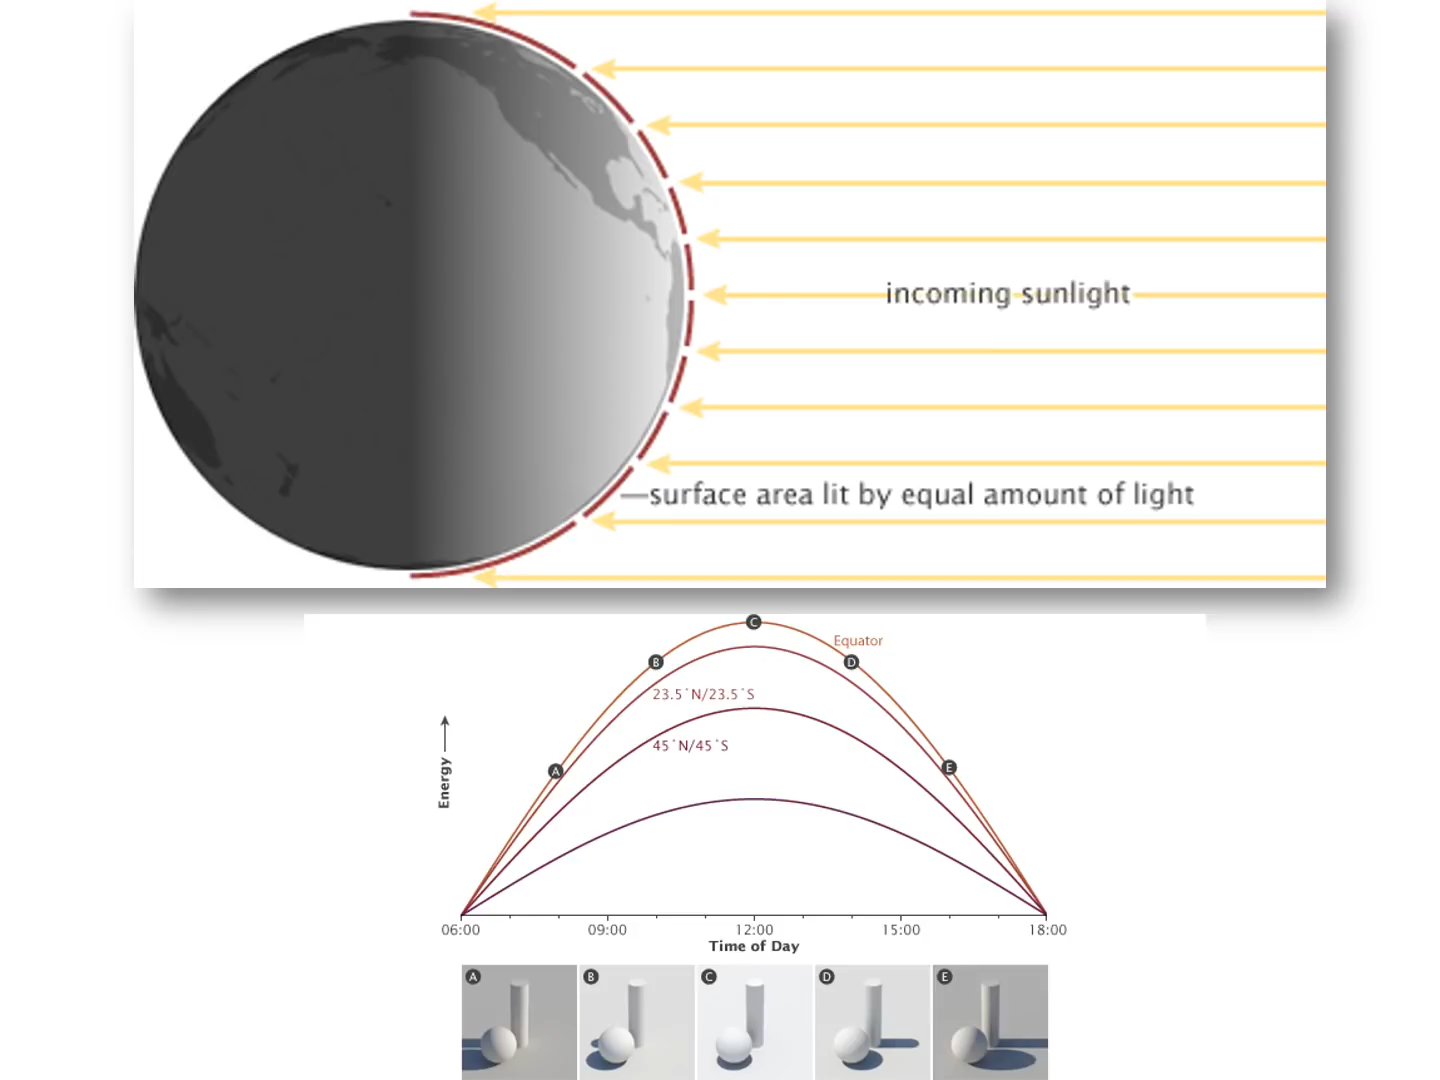 incoming sunlight
surface area lit by equal amount of light
C
Equator
B
D
23.5°N/23.5°S
45°N/45°S
A
E
Energy
06:00 09:00 12:00 15:00 18:00
Time of Day
A B C D E